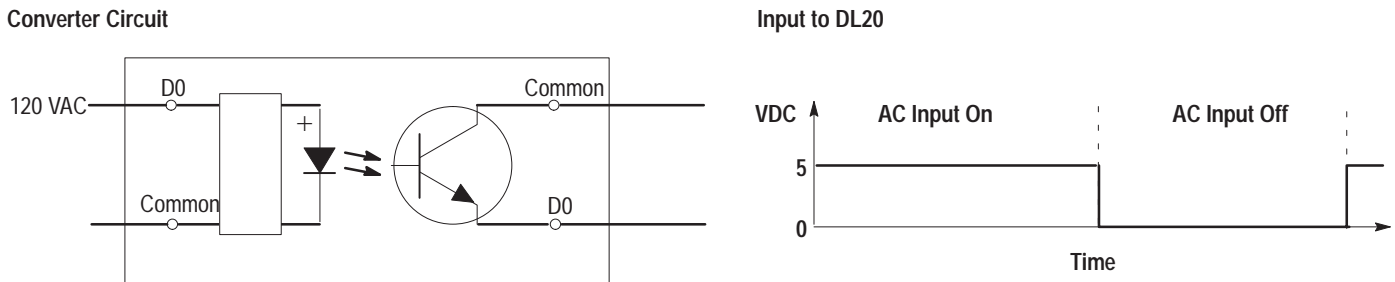 Converter Circuit
D0
120 VAC
+
Common
Common
D0
Input to DL20
VDC
AC Input On
AC Input Off
5
0
Time